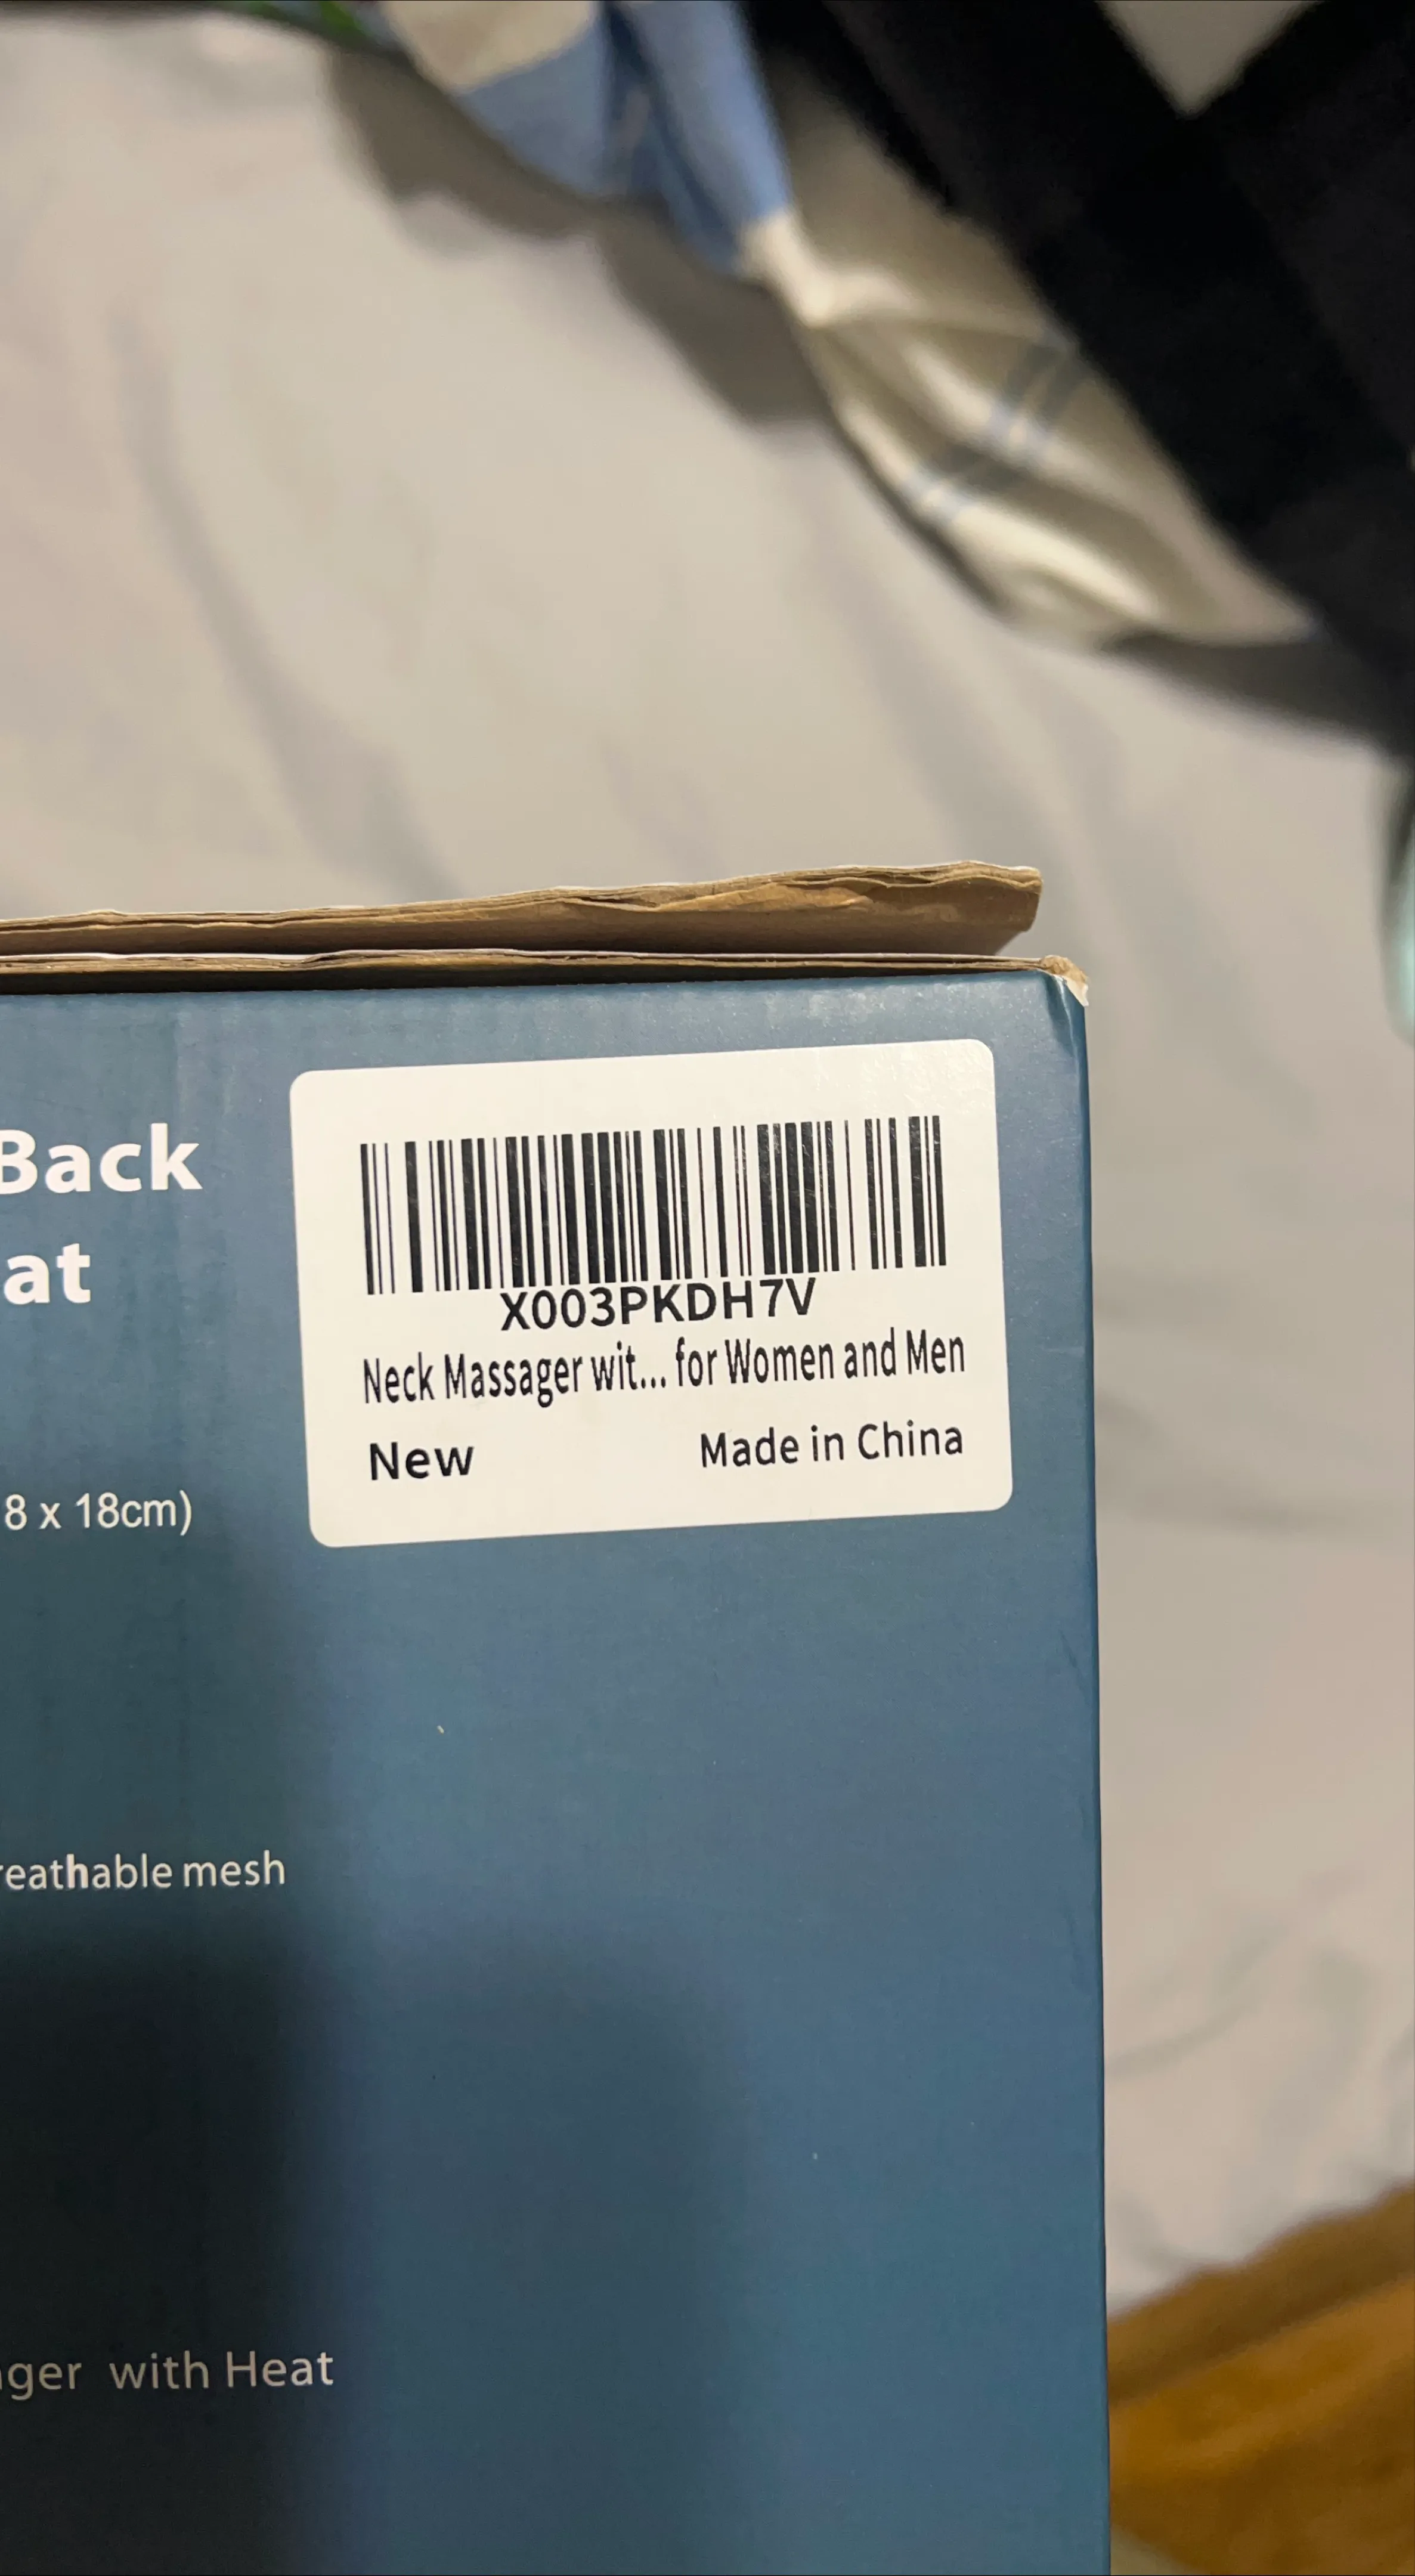 Back
at
X003PKDH7V
Neck Massager wit... for Women and Men
New Made in China
8 x 18cm)
reathable mesh
ger with Heat